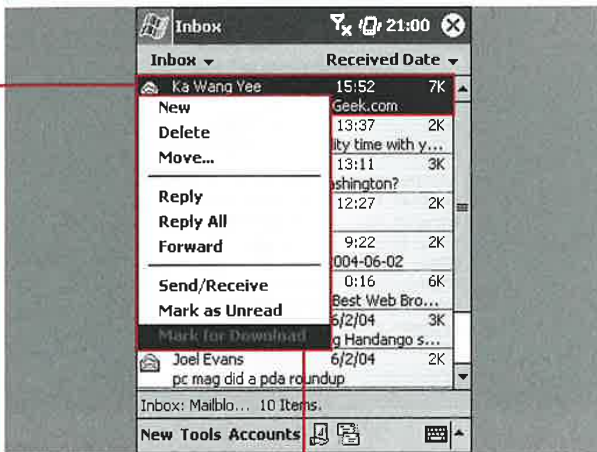 Inbox 21:00
Inbox Received Date
Ka Wang Yee 15:52 7K
Geek.com
New
13:37 2K
Delete
lity time with y...
Move...
13:11 3K
ashington?
Reply
12:27 2K
Reply All
Forward
9:22 2K
2004-06-02
Send/Receive
0:16 6K
Best Web Bro...
Mark as Unread
6/2/04 3K
Mark for Download
g Handango s...
Joel Evans 6/2/04 2K
pc mag did a pda roundup
Inbox: Mailblo... 10 Items.
New Tools Accounts